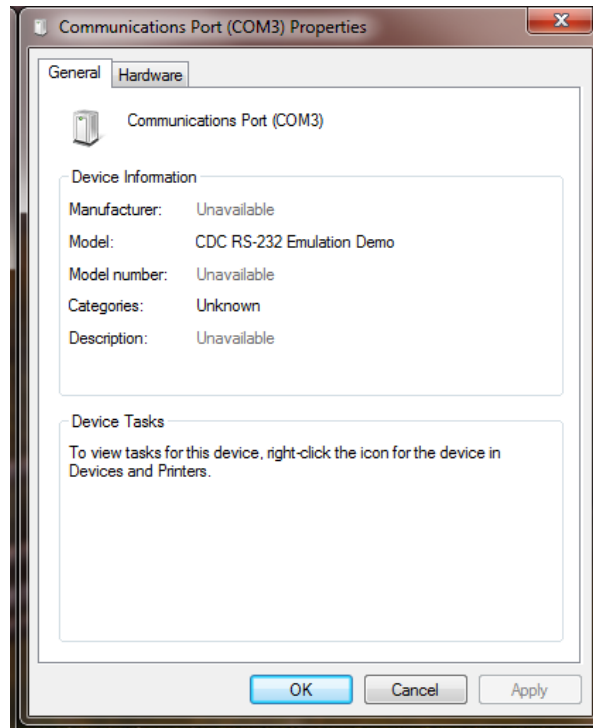 Communications Port (COM3) Properties
General Hardware
Communications Port (COM3)
Device Information
Manufacturer: Unavailable
Model: CDC RS-232 Emulation Demo
Model number: Unavailable
Categories: Unknown
Description: Unavailable
Device Tasks
To view tasks for this device, right-click the icon for the device in
Devices and Printers.
OK Cancel Apply